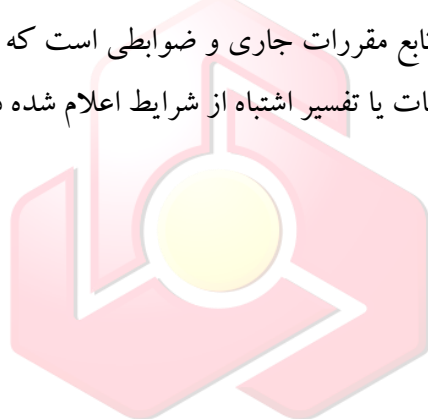 تابع مقررات جاری و ضوابطی است که
ات یا تفسیر اشتباه از شرایط اعلام شده